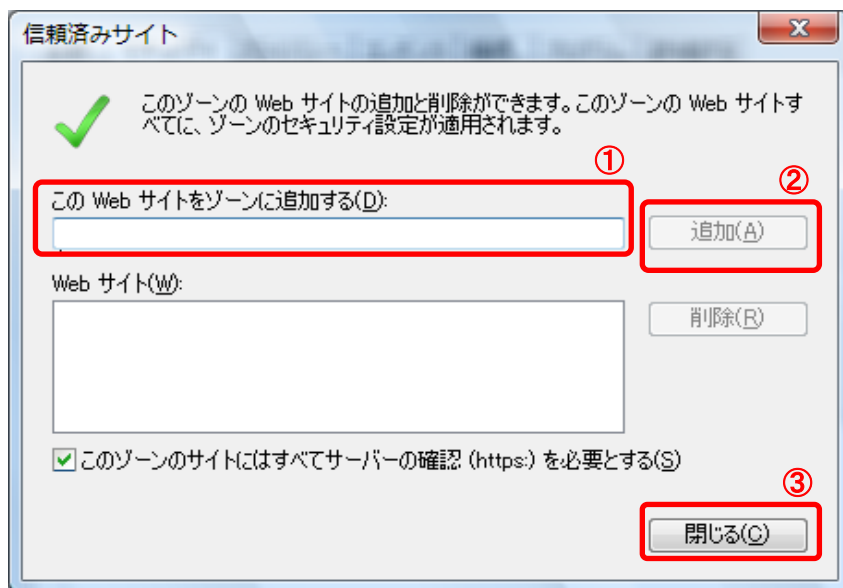 信頼済みサイト
このゾーンの Web サイトの追加と削除ができます。このゾーンの Web サイトす
べてに、ゾーンのセキュリティ設定が適用されます。
①
②
この Web サイトをゾーンに追加する(D):
追加(A)
Web サイト(W):
削除(R)
このゾーンのサイトにはすべてサーバーの確認 (https:) を必要とする(S)
③
閉じる(C)